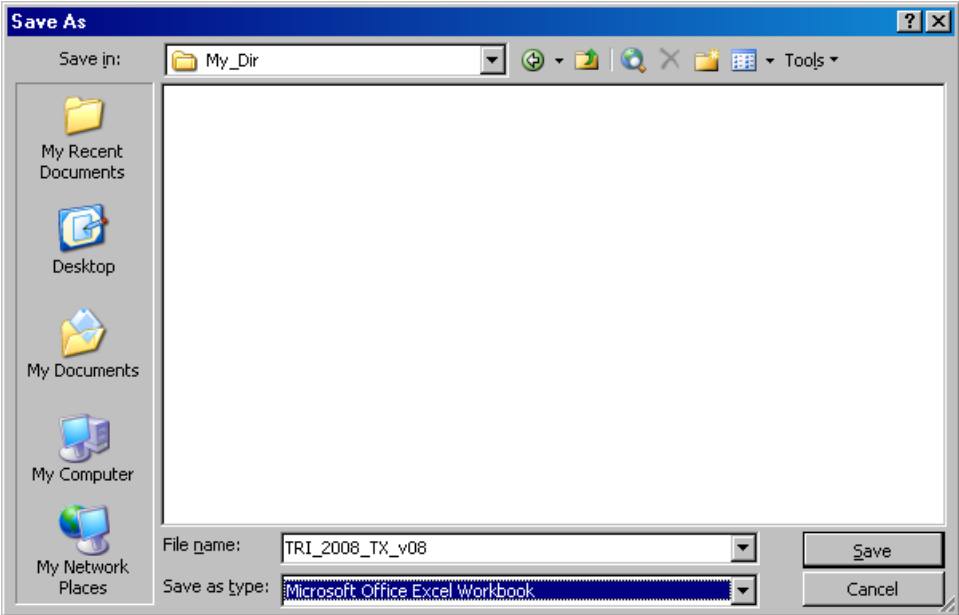 Save As
Save in: My_Dir Tools
My Recent
Documents
Desktop
My Documents
My Computer
My Network
Places
File name: TRI_2008_TX_v08 Save
Save as type: Microsoft Office Excel Workbook Cancel